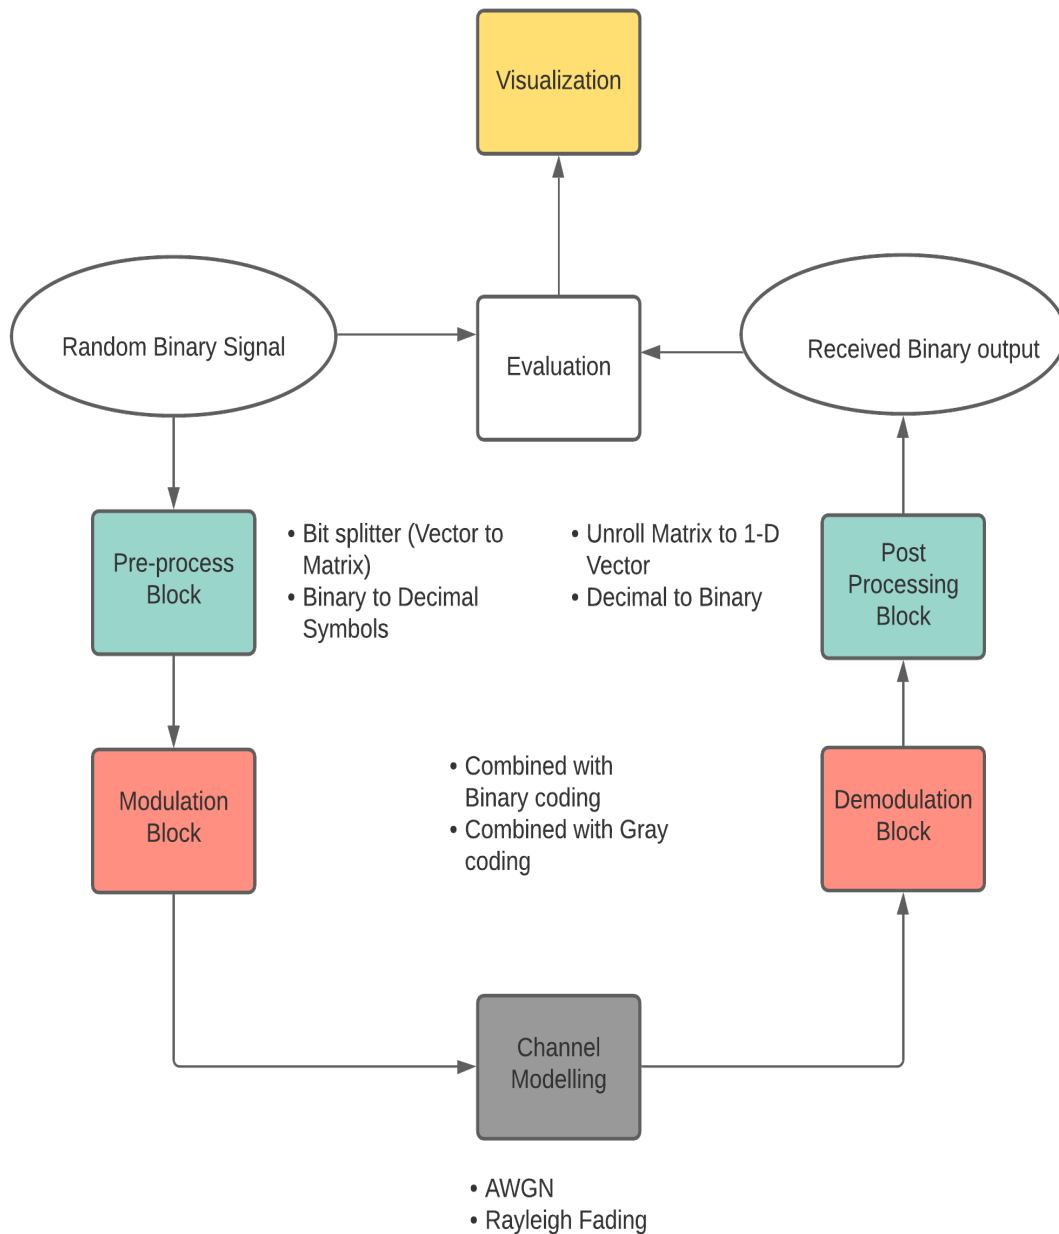 Visualization
Random Binary Signal
Evaluation
Received Binary output
Pre-process
Block
• Bit splitter (Vector to
Matrix)
• Binary to Decimal
Symbols
• Unroll Matrix to 1-D
Vector
• Decimal to Binary
Post
Processing
Block
Modulation
Block
• Combined with
Binary coding
• Combined with Gray
coding
Demodulation
Block
Channel
Modelling
• AWGN
• Rayleigh Fading